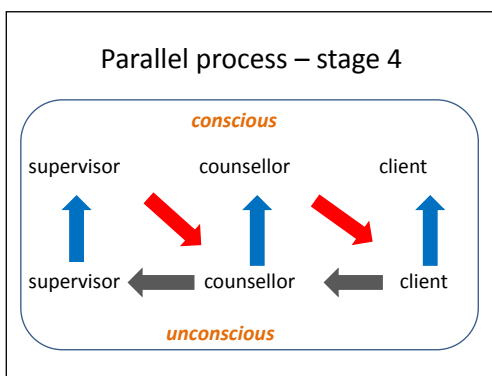 Parallel process – stage 4
conscious
supervisor counsellor client
supervisor counsellor client
unconscious